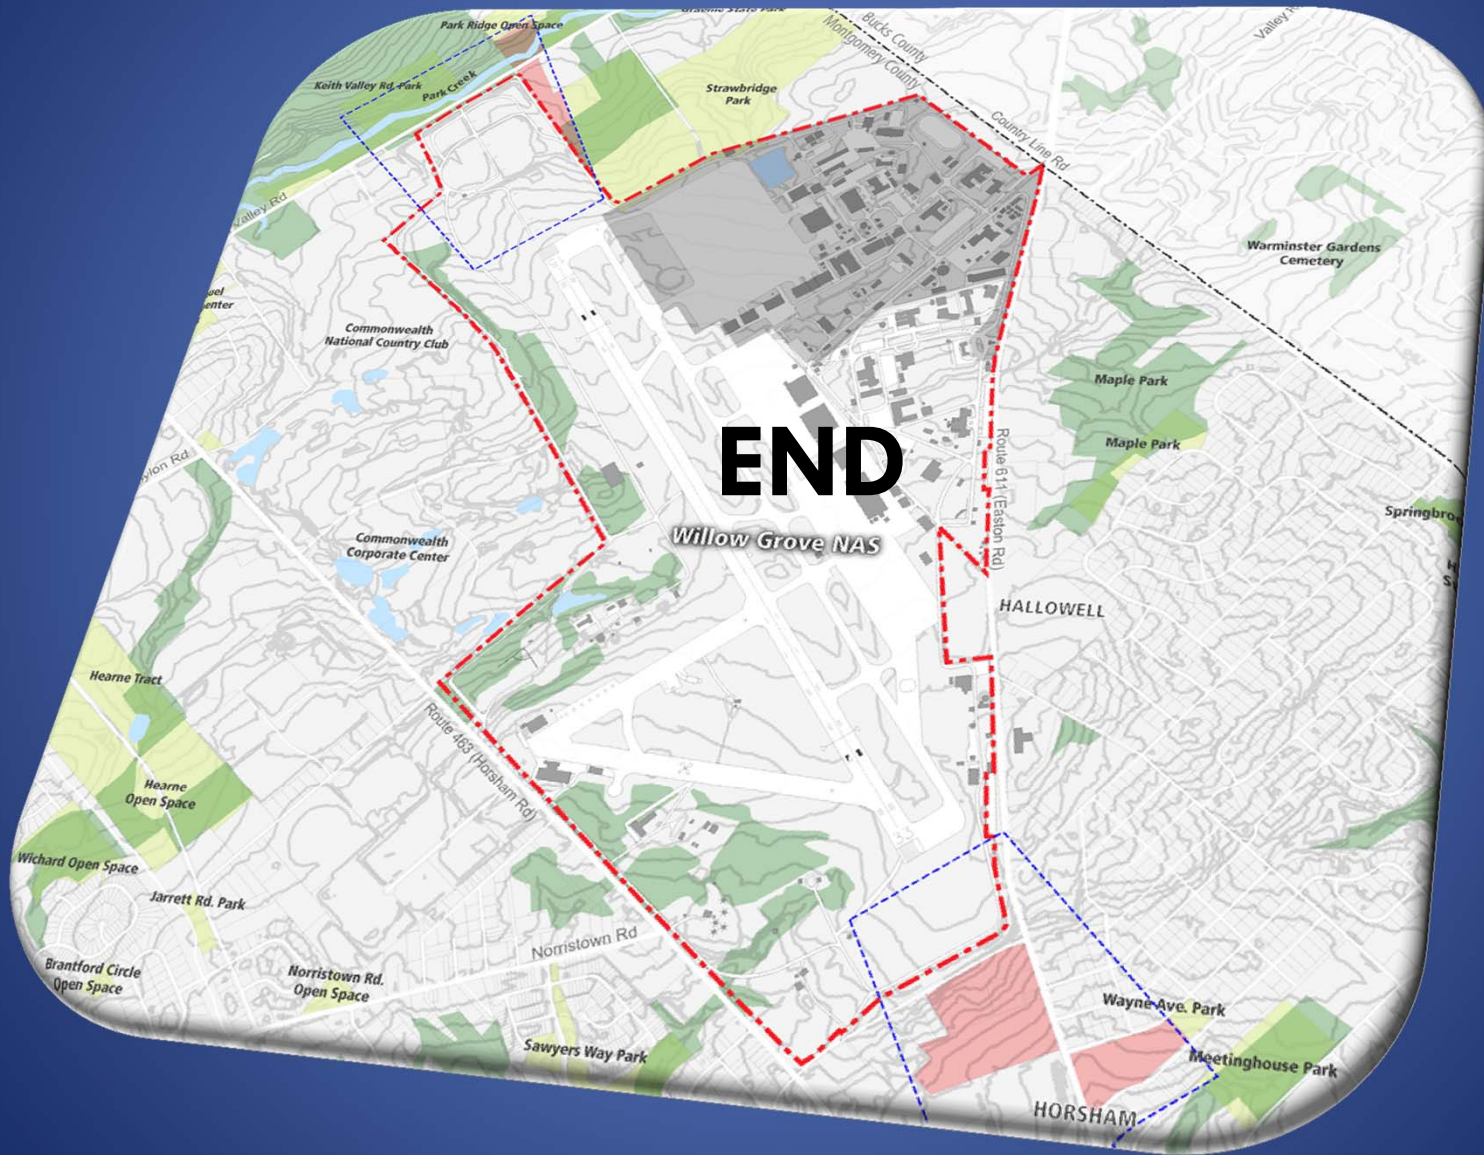 Park Ridge Open Space
Bucks County
Montgomery County
Keith Valley Rd. Park
Park Creek
Strawbridge
Park
Country Line Rd
Valley Rd
Warminster Gardens
Cemetery
Commonwealth
National Country Club
Maple Park
Maple Park
END
Route 611 (Easton Rd)
Willow Grove NAS
Commonwealth
Corporate Center
HALLOWELL
Hearne Tract
Route 463 (Horsham Rd)
Hearne
Open Space
Wichard Open Space
Jarrett Rd. Park
Norristown Rd
Brantford Circle
Open Space
Norristown Rd.
Open Space
Wayne Ave. Park
Sawyers Way Park
Meetinghouse Park
HORSHAM
33